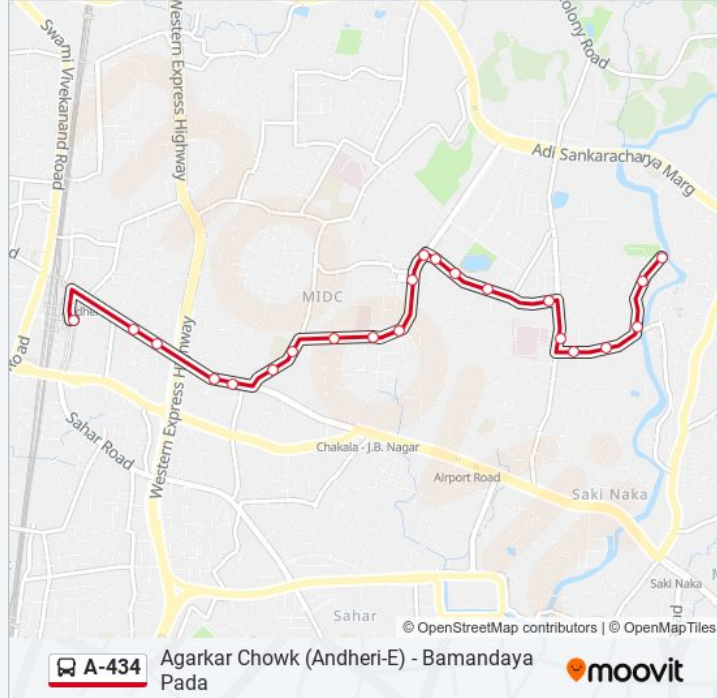 Swami Vivekanand Road
Western Express Highway
Colony Road
Adi Sankaracharya Marg
MIDC
Western Express Highway
Sahar Road
Chakala - J.B. Nagar
Airport Road
Saki Naka
Saki Naka
Sahar
© OpenStreetMap contributors | © OpenMapTiles
A-434
Agarkar Chowk (Andheri-E) - Bamandaya
Pada
moovit